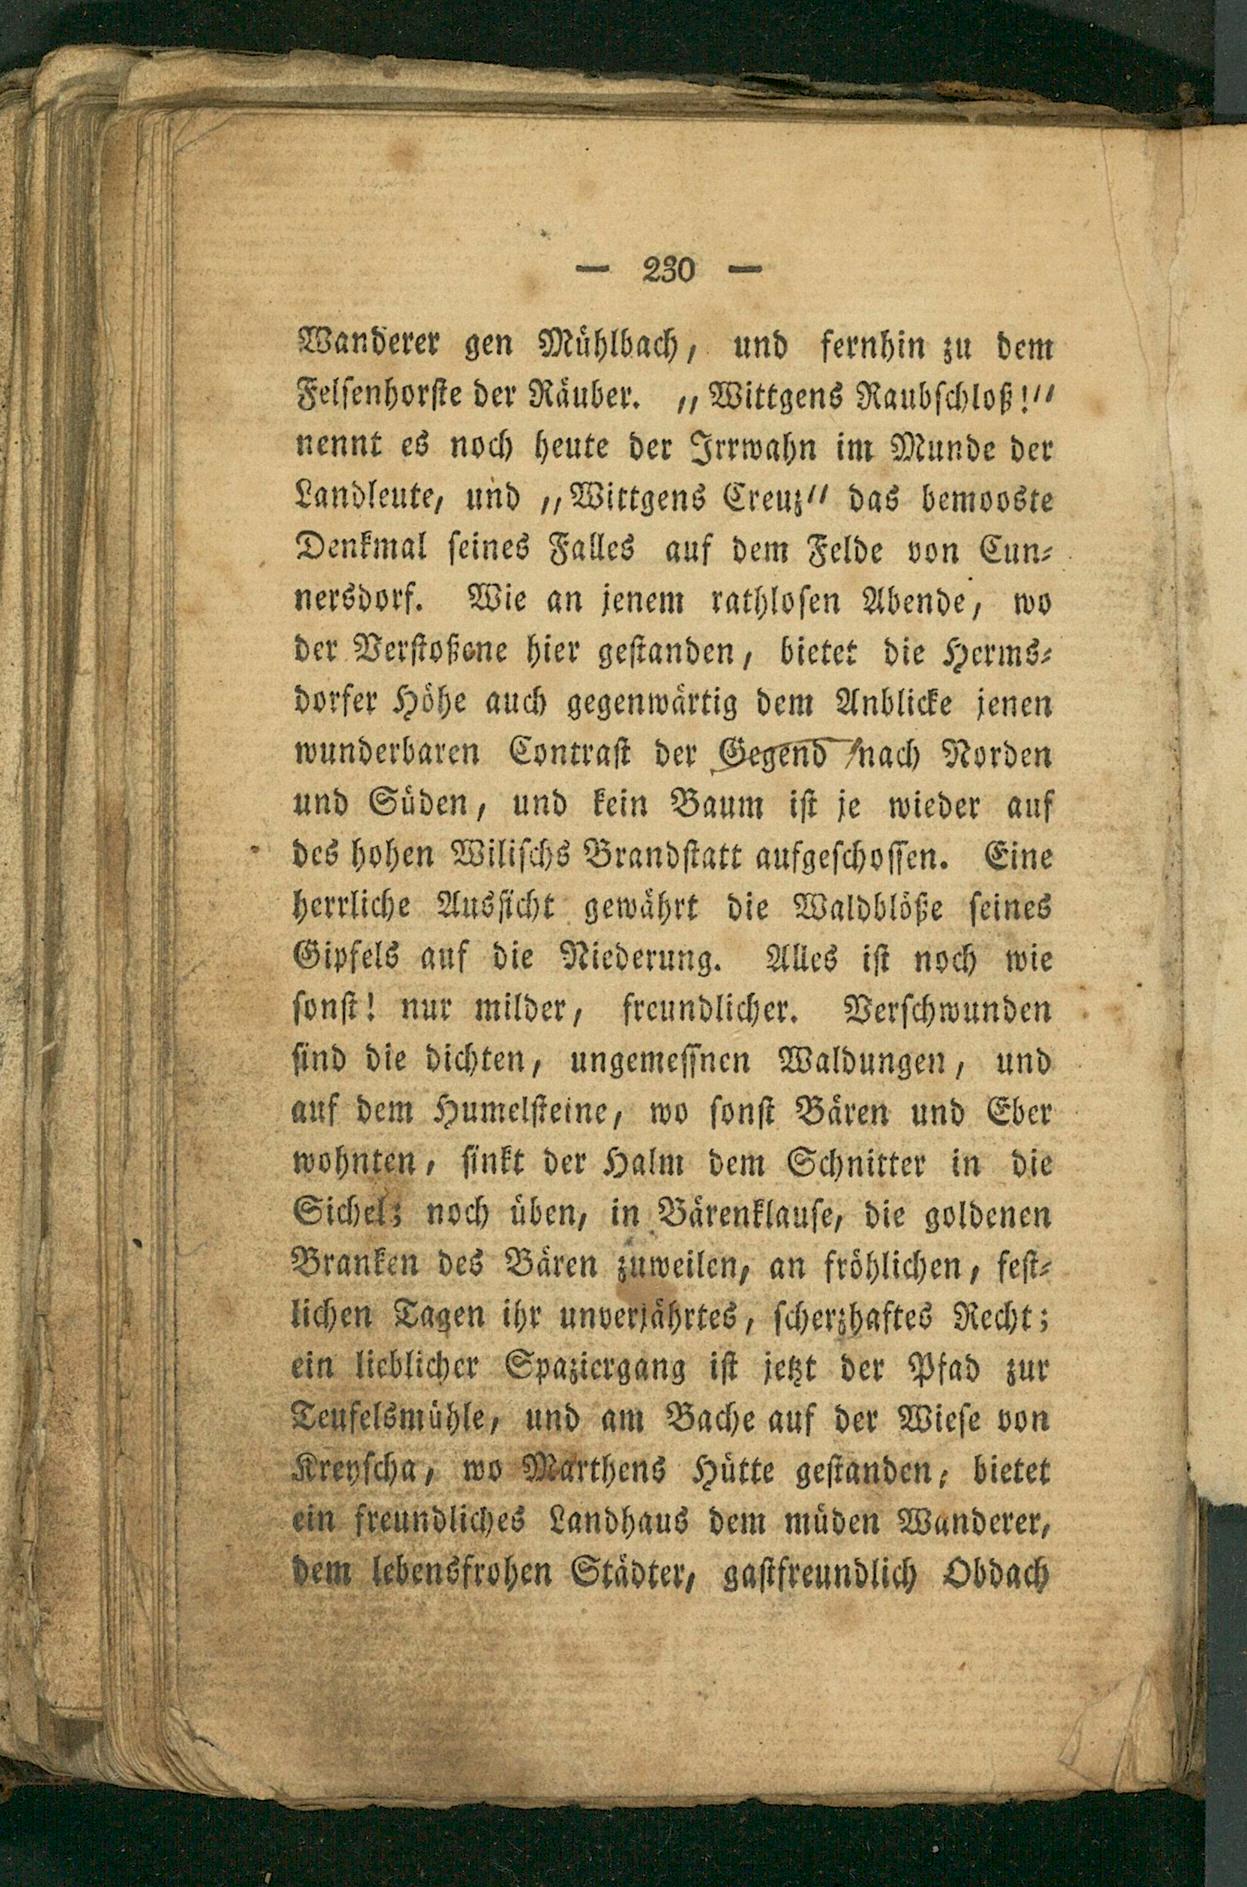 — 230 —
Wanderer gen Mühlbach, und fernhin zu dem
Felsenhorste der Räuber. „Wittgens Raubschloß!“
nennt es noch heute der Irrwahn im Munde der
Landleute, und „Wittgens Creuz“ das bemooste
Denkmal seines Falles auf dem Felde von Cun-
nersdorf. Wie an jenem rathlosen Abende, wo
der Verstoßene hier gestanden, bietet die Herms-
dorfer Höhe auch gegenwärtig dem Anblicke jenen
wunderbaren Contrast der Gegend nach Norden
und Süden, und kein Baum ist je wieder auf
des hohen Wilischs Brandstatt aufgeschossen. Eine
herrliche Aussicht gewährt die Waldblöße seines
Gipfels auf die Niederung. Alles ist noch wie
sonst! nur milder, freundlicher. Verschwunden
sind die dichten, ungemessnen Waldungen, und
auf dem Humelsteine, wo sonst Bären und Eber
wohnten, sinkt der Halm dem Schnitter in die
Sichel; noch üben, in Bärenklause, die goldenen
Branken des Bären zuweilen, an fröhlichen, fest-
lichen Tagen ihr unverjährtes, scherzhaftes Recht;
ein lieblicher Spaziergang ist jetzt der Pfad zur
Teufelsmühle, und am Bache auf der Wiese von
Kreyscha, wo Marthens Hütte gestanden, bietet
ein freundliches Landhaus dem müden Wanderer,
dem lebensfrohen Städter, gastfreundlich Obdach